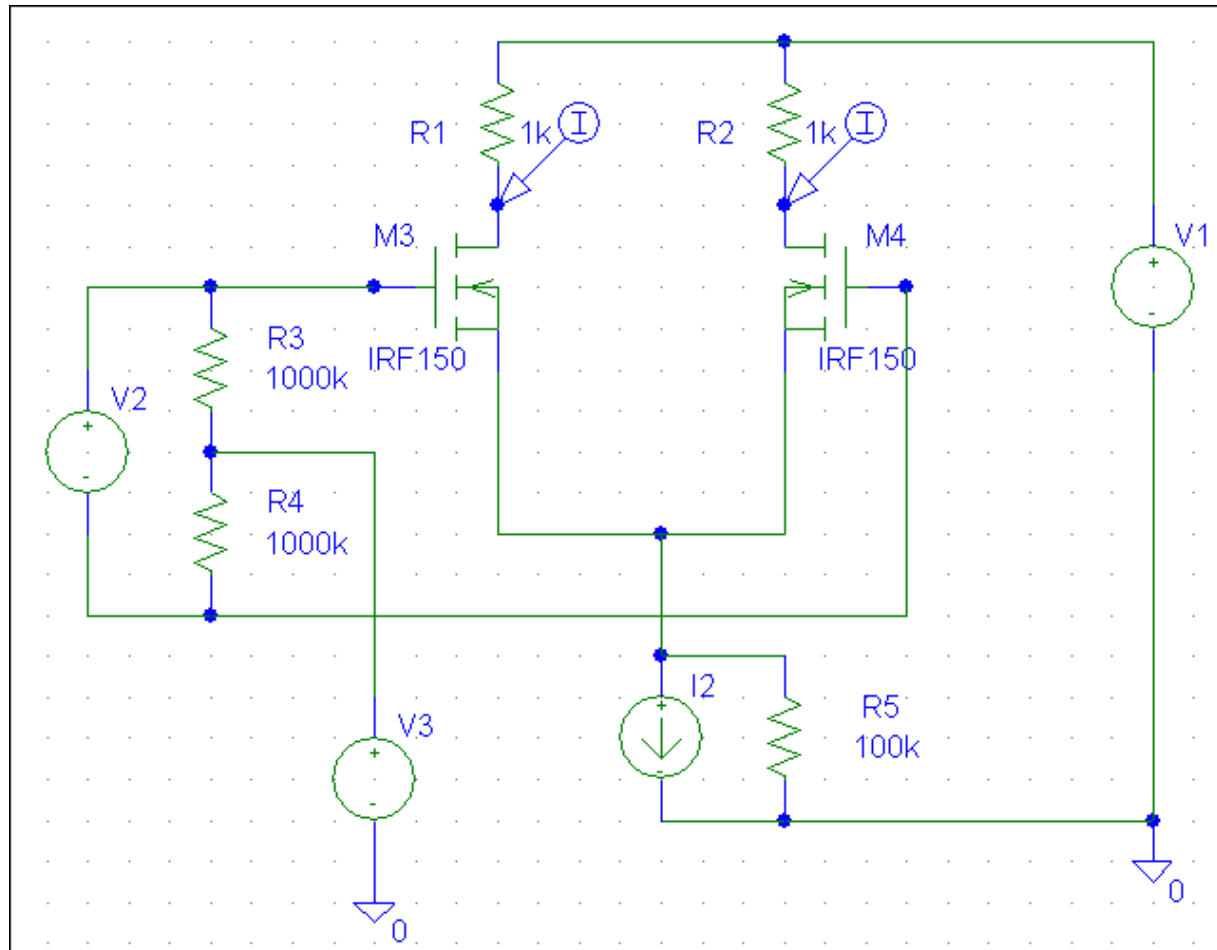 R1
1k
I
R2
1k
I
M3
M4
V1
+
-
R3
1000k
IRF150
IRF150
V2
+
-
R4
1000k
I2
+
-
R5
100k
V3
+
-
0
0